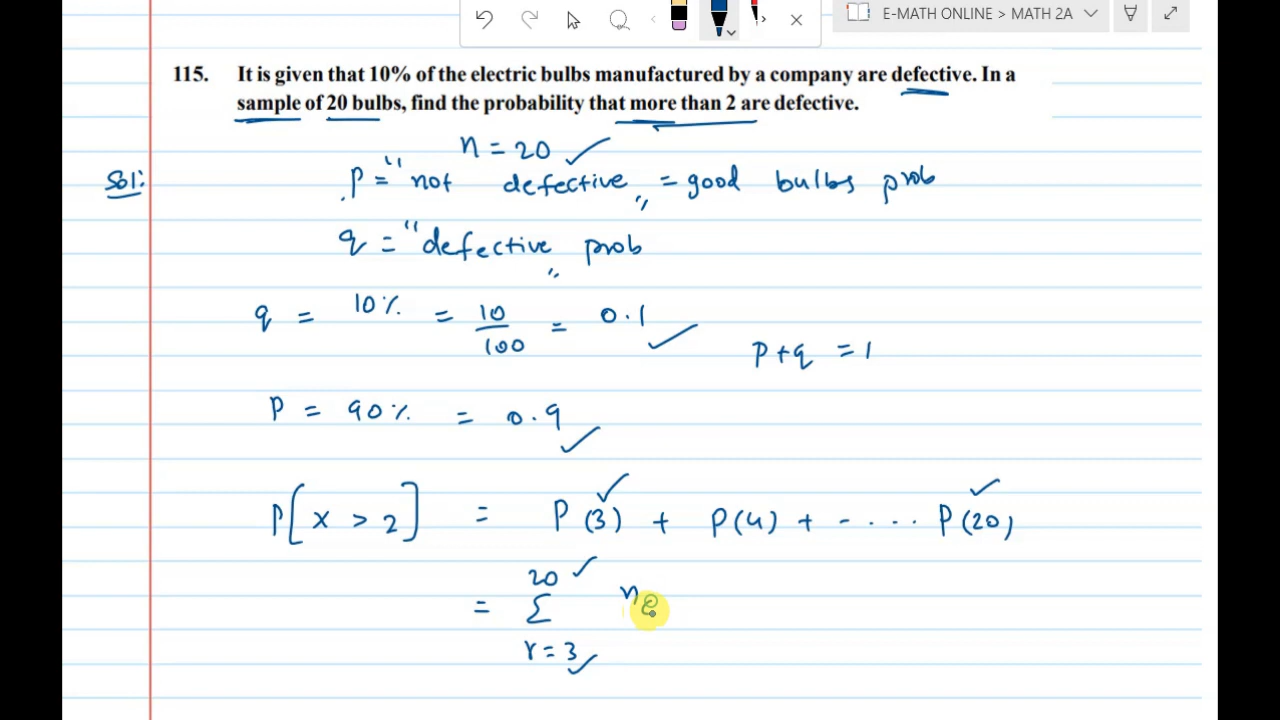 E-MATH ONLINE > MATH 2A
115. It is given that 10% of the electric bulbs manufactured by a company are defective. In a
sample of 20 bulbs, find the probability that more than 2 are defective.
n = 20
Sol: p = "not defective" = good bulbs prob
q = "defective" prob
q = 10% = 10/100 = 0.1
p + q = 1
P = 90% = 0.9
P[x > 2] = P(3) + P(4) + - .... P(20)
20
= Σ nc
r = 3